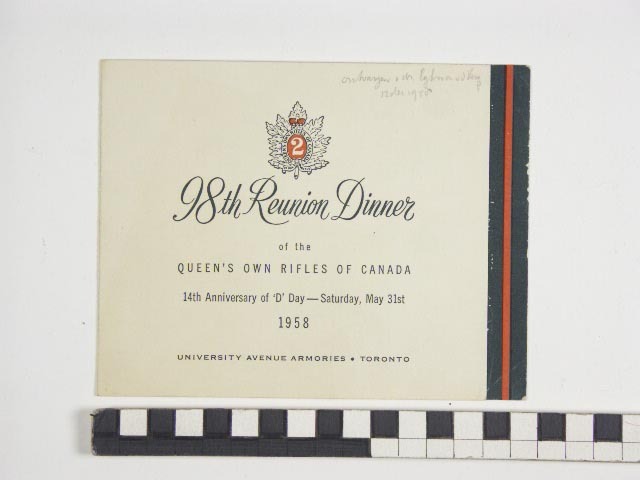 2
98th Reunion Dinner
of the
QUEEN'S OWN RIFLES OF CANADA
14th Anniversary of 'D' Day — Saturday, May 31st
1958
UNIVERSITY AVENUE ARMORIES • TORONTO